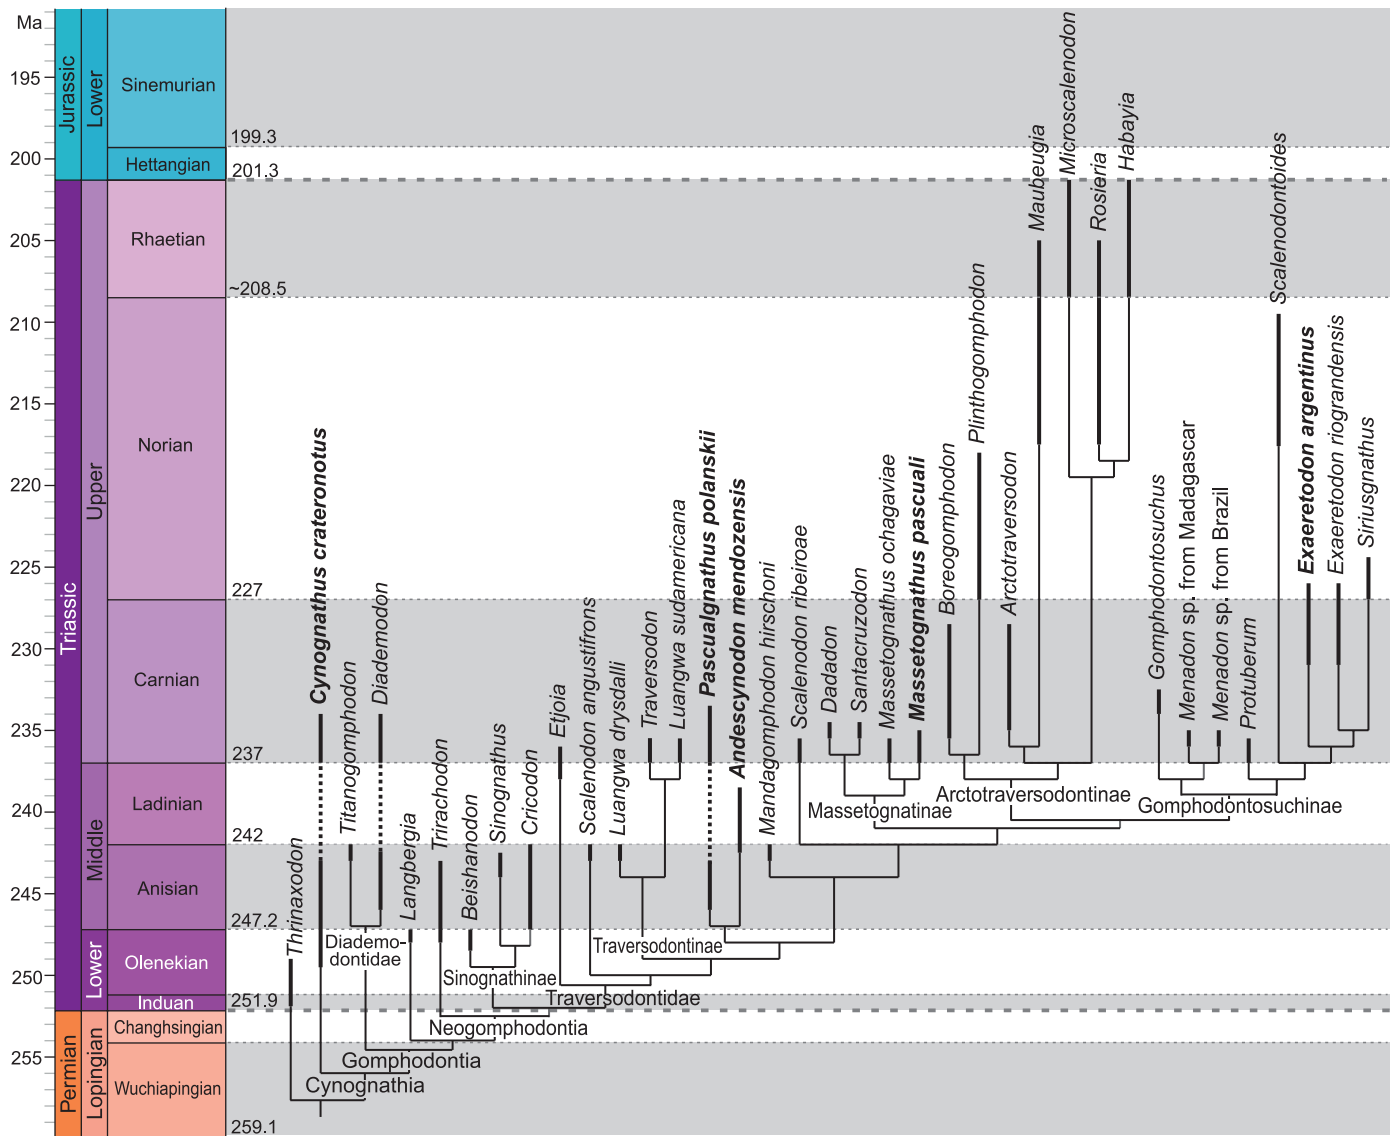 Ma
195
200
205
210
215
220
225
230
235
240
245
250
255
Jurassic
Triassic
Permian
Lower
Upper
Middle
Lower
Lopingian
Sinemurian
199.3
Hettangian
201.3
Rhaetian
~208.5
Norian
227
Carnian
237
Ladinian
242
Anisian
247.2
Olenekian
Induan
251.9
Changhsingian
Wuchiapingian
259.1
Thrinaxodon
Cynognathus crateronotus
Titanogomphodon
Diademodon
Langbergia
Trirachodon
Beishanodon
Sinognathus
Cricodon
Etjoia
Scalenodon angustifrons
Luangwa drysdalli
Traversodon
Luangwa sudamericana
Pascualgnathus polanskii
Andescynodon mendozensis
Mandagomphodon hirschoni
Scalenodon ribeiroae
Dadadon
Santacruzodon
Massetognathus ochagaviae
Massetognathus pascuali
Boreogomphodon
Plinthogomphodon
Arctotraversodon
Maubeugia
Microscalenodon
Rosieria
Habayia
Gomphodontosuchus
Menadon sp. from Madagascar
Menadon sp. from Brazil
Protuberum
Scalenodontoides
Exaeretodon argentinus
Exaeretodon riograndensis
Siriusgnathus
Massetognatinae
Arctotraversodontinae
Gomphodontosuchinae
Diademo-
dontidae
Traversodontinae
Sinognathinae
Traversodontidae
Neogomphodontia
Gomphodontia
Cynognathia